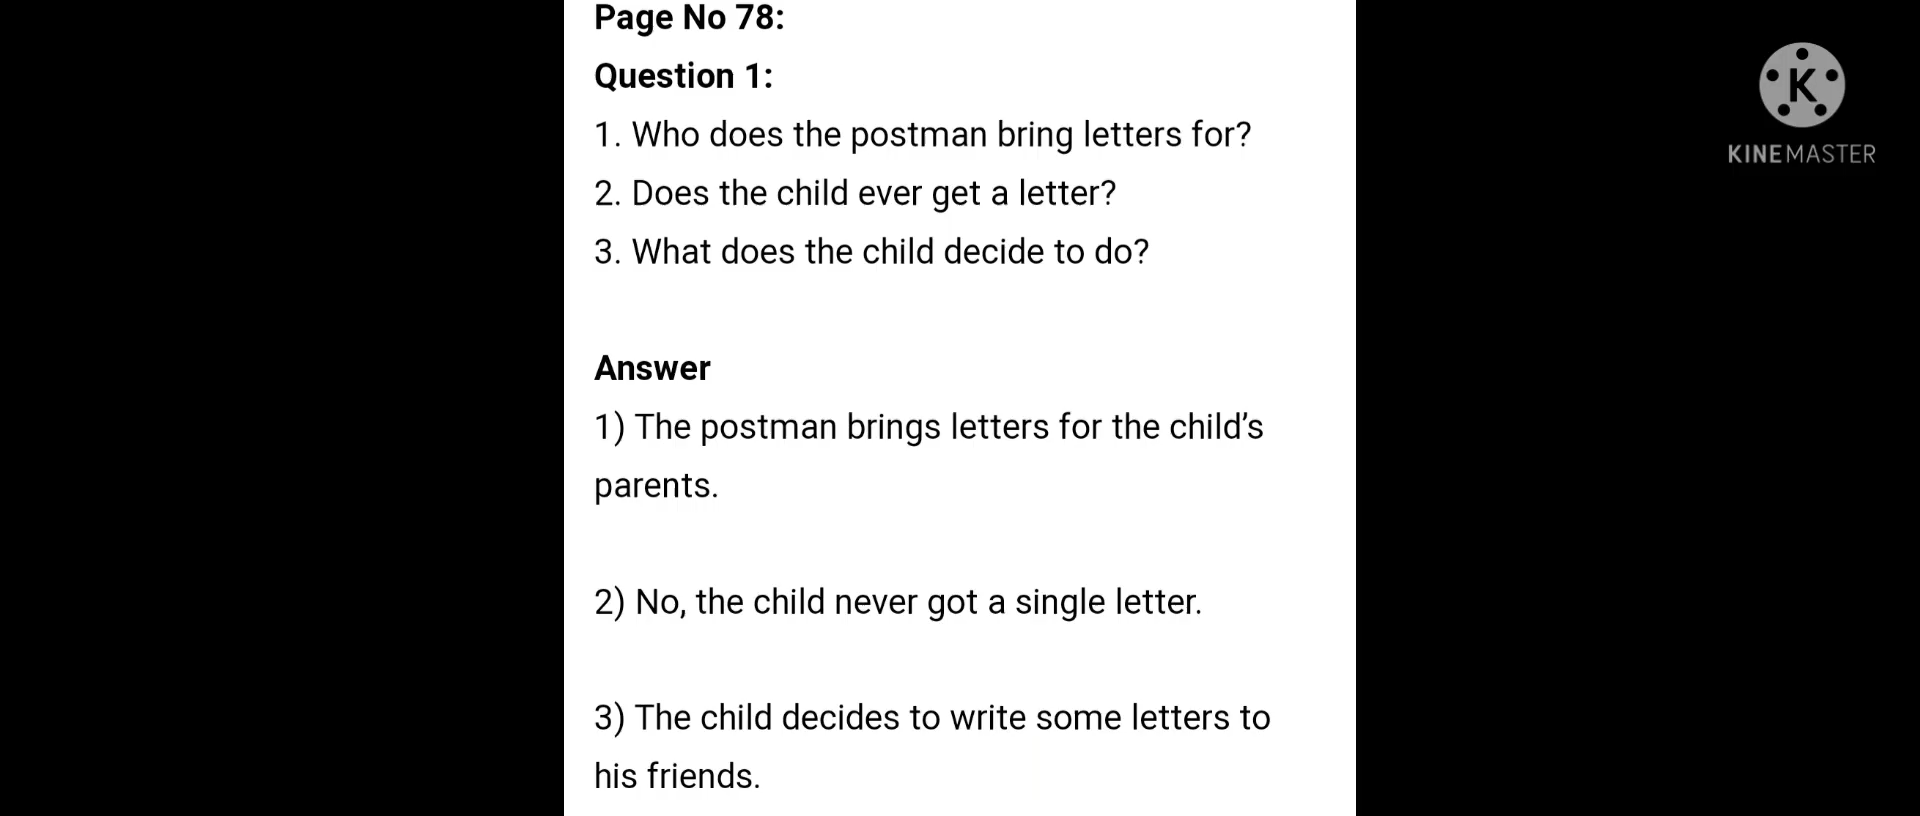 Page No 78:
Question 1:
1. Who does the postman bring letters for?
2. Does the child ever get a letter?
3. What does the child decide to do?
Answer
1) The postman brings letters for the child’s
parents.
2) No, the child never got a single letter.
3) The child decides to write some letters to
his friends.
K
KINEMASTER